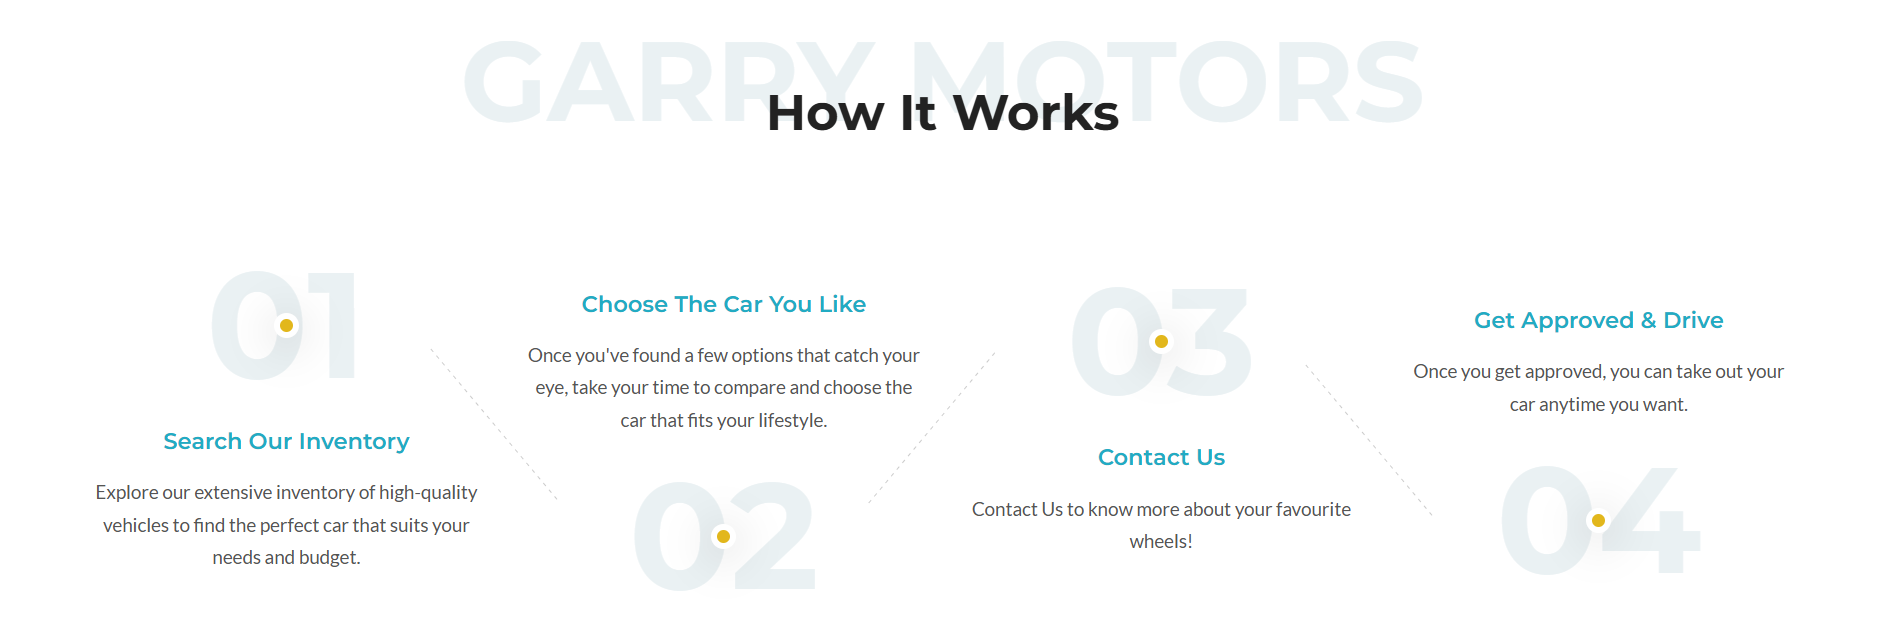 GARRY MOTORS
How It Works
01
Search Our Inventory
Explore our extensive inventory of high-quality
vehicles to find the perfect car that suits your
needs and budget.
Choose The Car You Like
Once you've found a few options that catch your
eye, take your time to compare and choose the
car that fits your lifestyle.
02
03
Contact Us
Contact Us to know more about your favourite
wheels!
Get Approved & Drive
Once you get approved, you can take out your
car anytime you want.
04